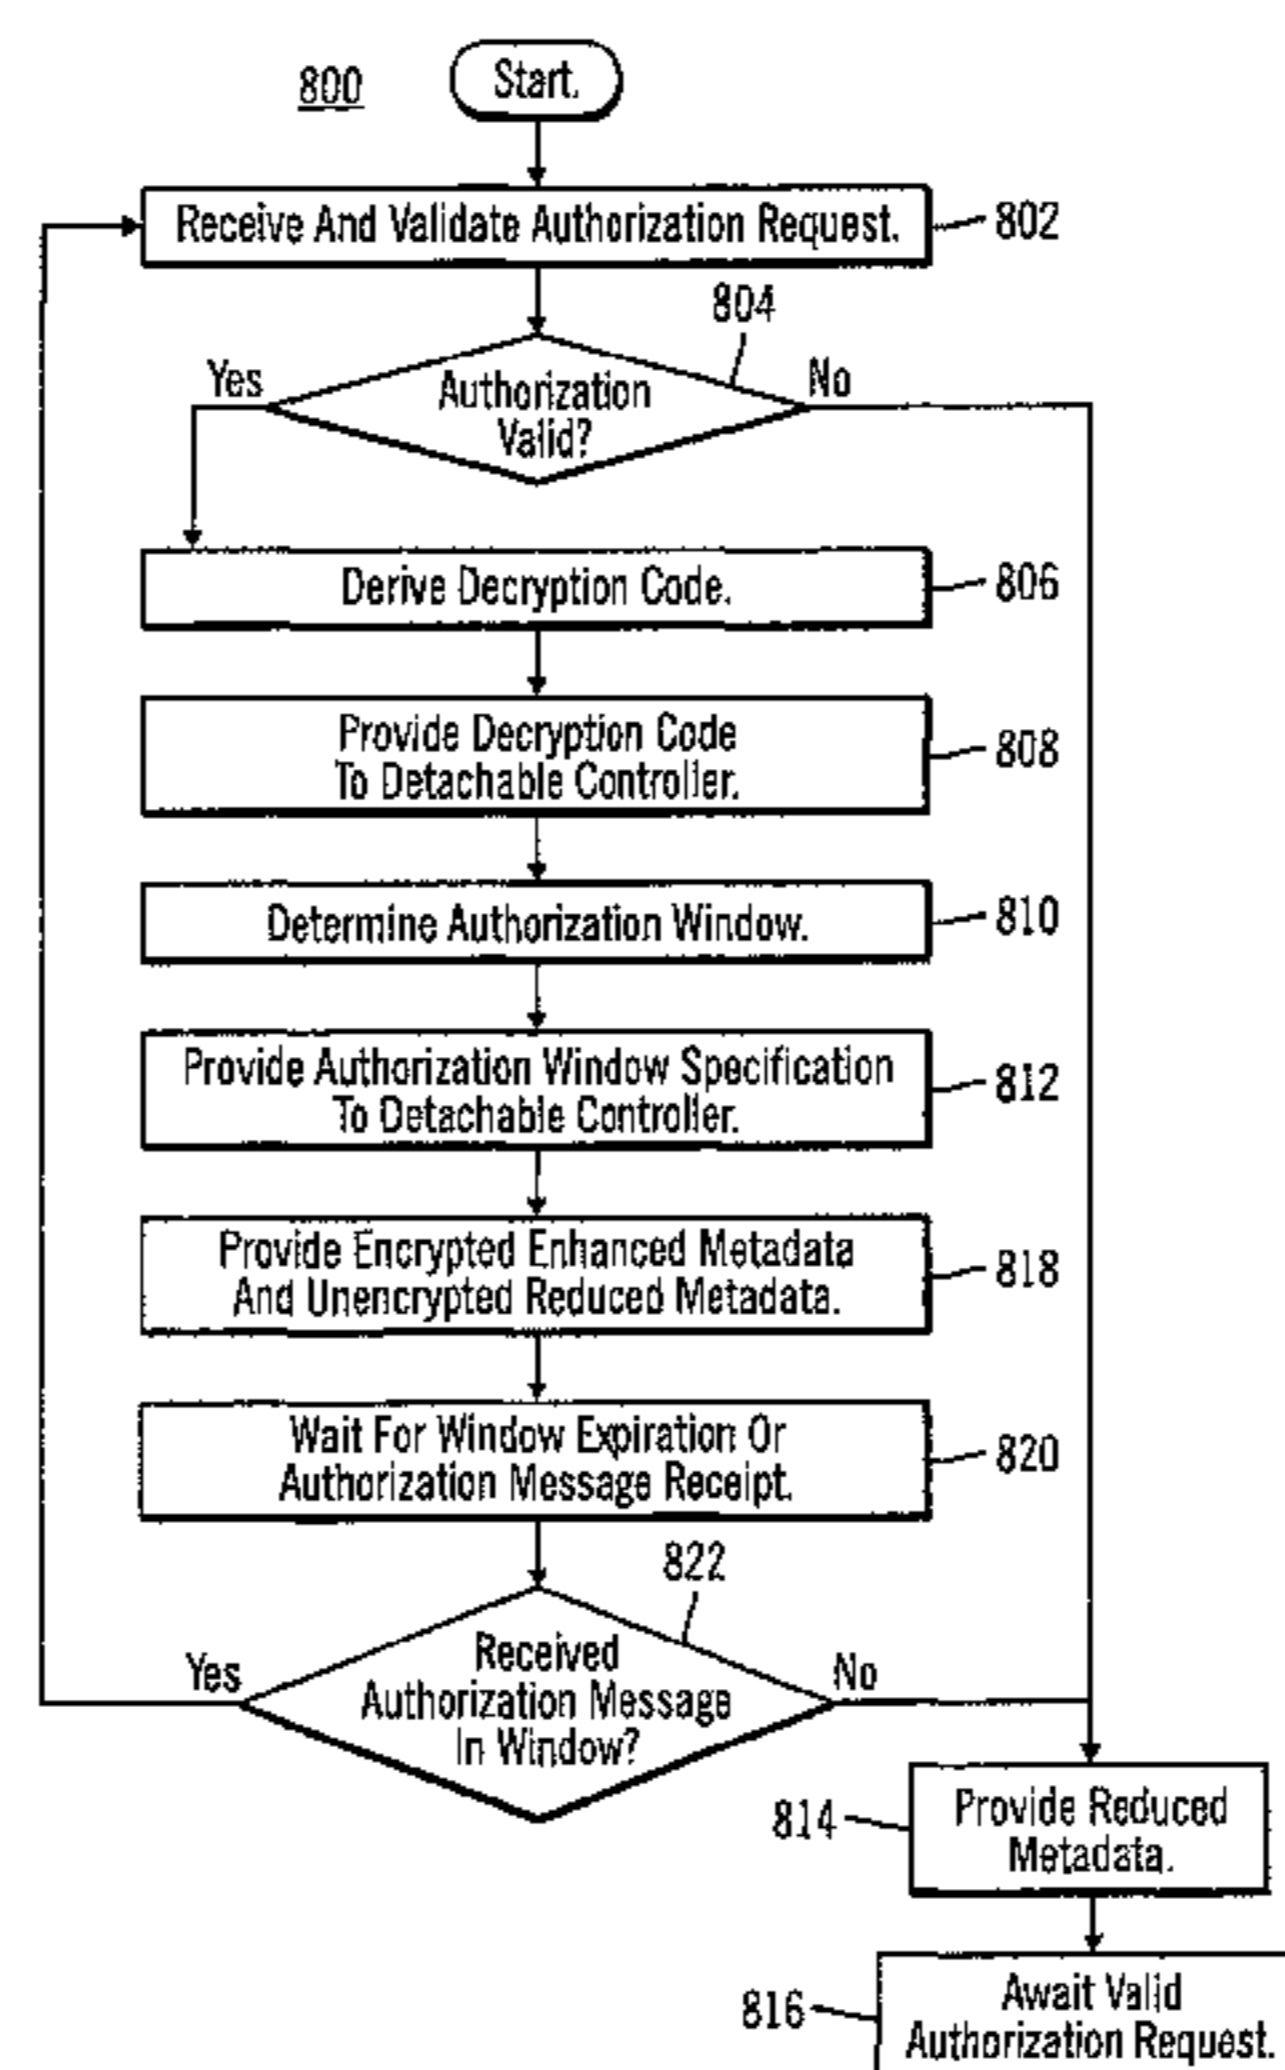 800
Start.
Receive And Validate Authorization Request.
802
804
Yes
No
Authorization
Valid?
Derive Decryption Code.
806
Provide Decryption Code
To Detachable Controller.
808
Determine Authorization Window.
810
Provide Authorization Window Specification
To Detachable Controller.
812
Provide Encrypted Enhanced Metadata
And Unencrypted Reduced Metadata.
818
Wait For Window Expiration Or
Authorization Message Receipt.
820
822
Yes
No
Received
Authorization Message
In Window?
814
Provide Reduced
Metadata.
816
Await Valid
Authorization Request.